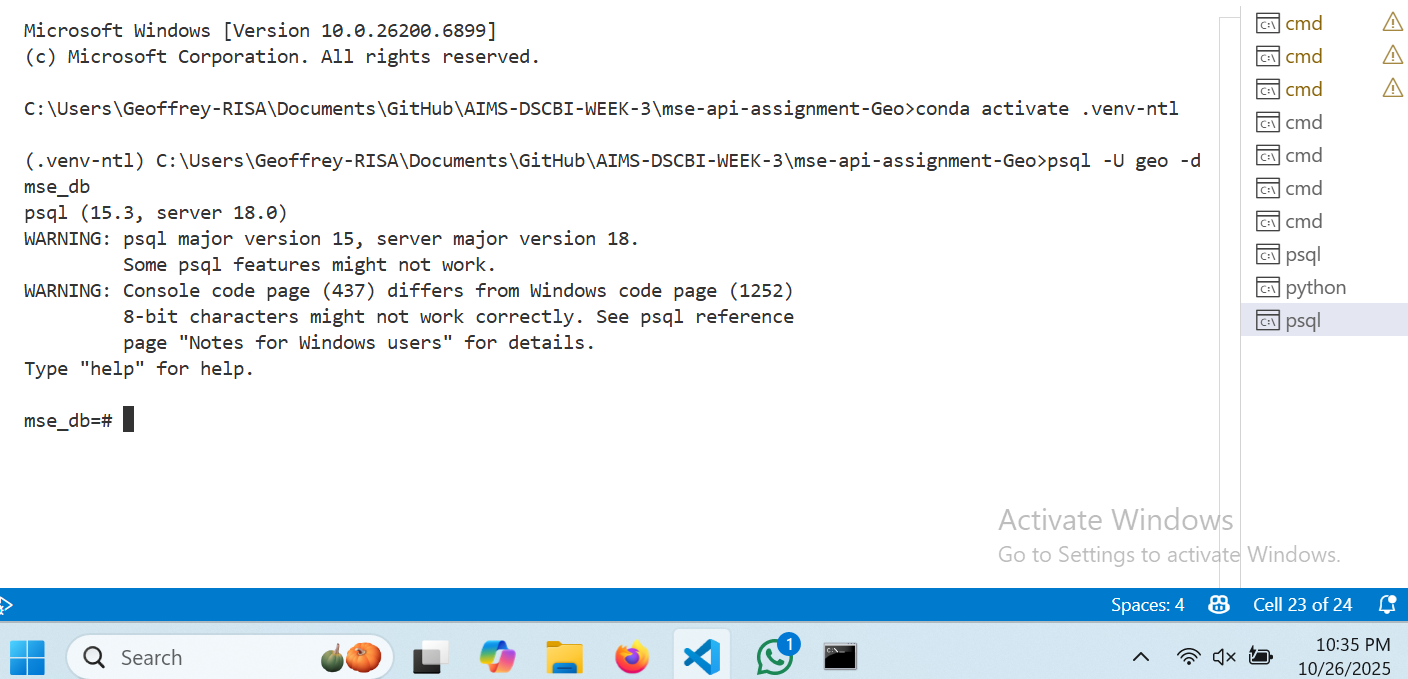 Microsoft Windows [Version 10.0.26200.6899]
(c) Microsoft Corporation. All rights reserved.
C:\Users\Geoffrey-RISA\Documents\GitHub\AIMS-DSCBI-WEEK-3\mse-api-assignment-Geo>conda activate .venv-ntl
(.venv-ntl) C:\Users\Geoffrey-RISA\Documents\GitHub\AIMS-DSCBI-WEEK-3\mse-api-assignment-Geo>psql -U geo -d
mse_db
psql (15.3, server 18.0)
WARNING: psql major version 15, server major version 18.
         Some psql features might not work.
WARNING: Console code page (437) differs from Windows code page (1252)
         8-bit characters might not work correctly. See psql reference
         page "Notes for Windows users" for details.
Type "help" for help.
mse_db=#
cmd
cmd
cmd
cmd
cmd
cmd
cmd
psql
python
psql
Activate Windows
Go to Settings to activate Windows.
Spaces: 4
Cell 23 of 24
Search
1
10:35 PM
10/26/2025